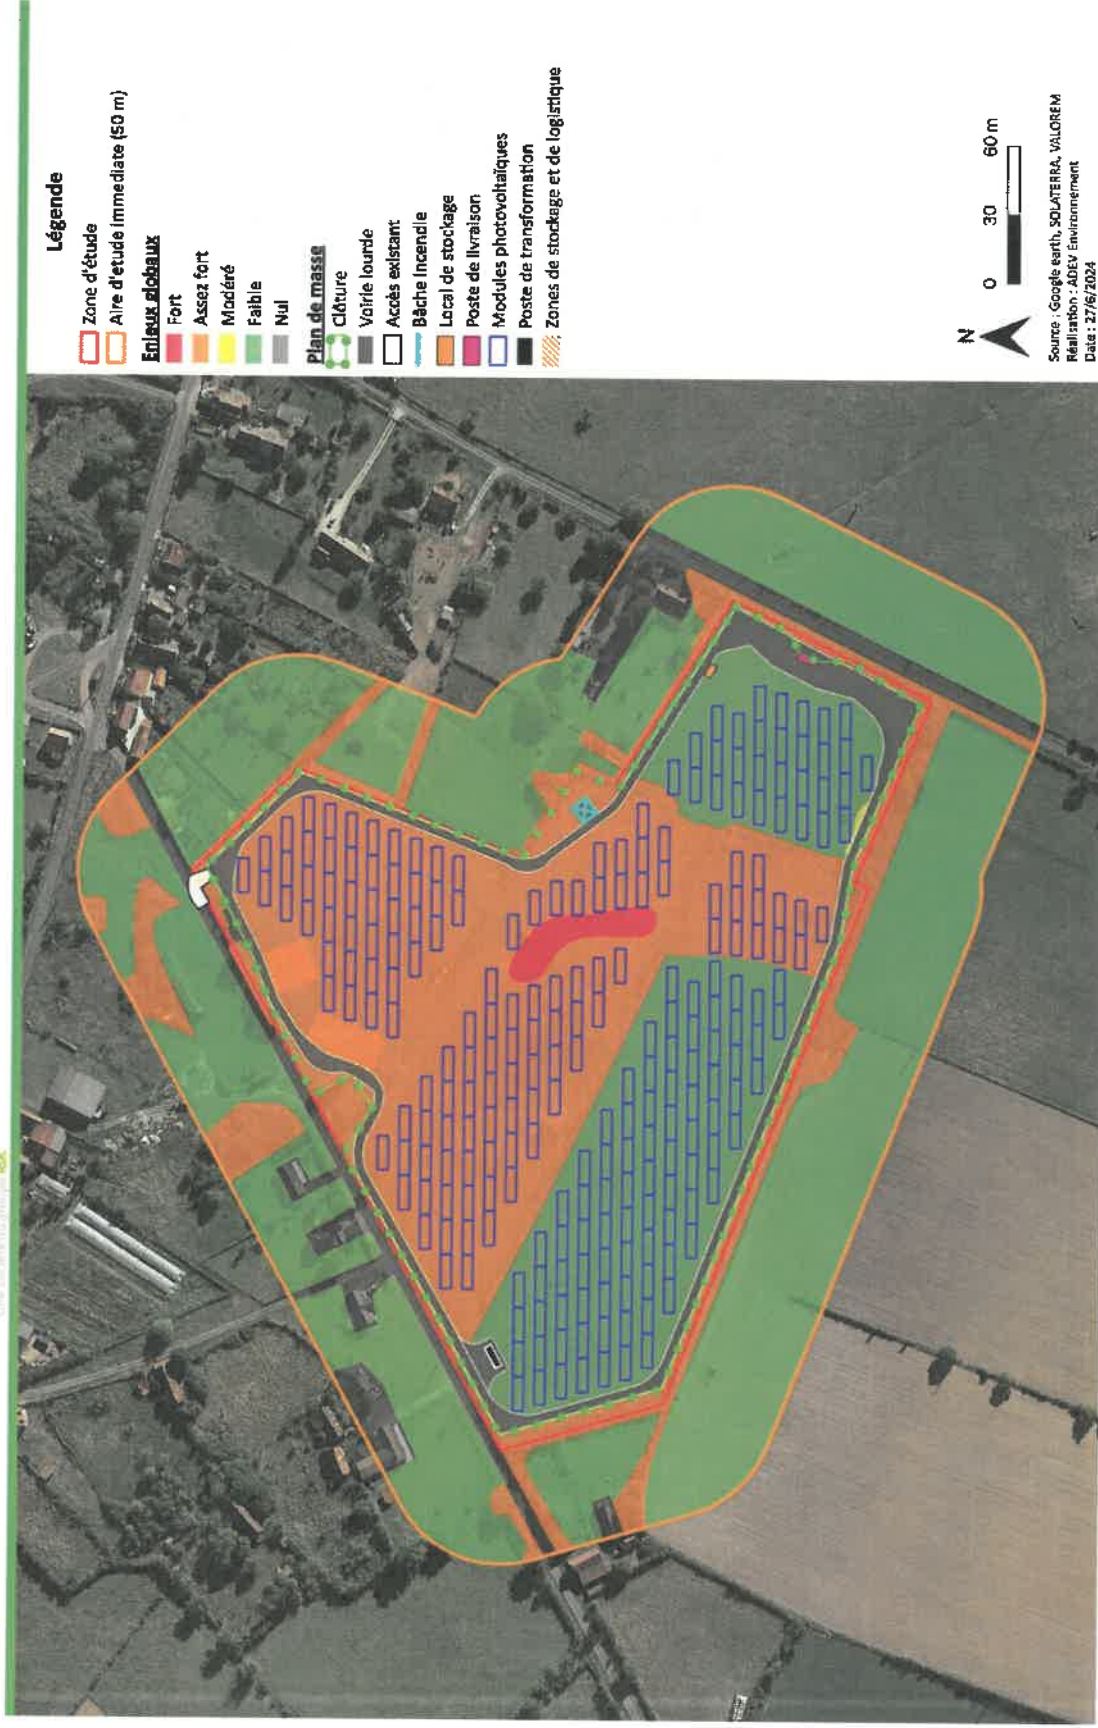 Légende
Zone d'étude
Aire d'etude immediate (50 m)
Enjeux globaux
Fort
Assez fort
Modéré
Faible
Nul
Plan de masse
Clôture
Voirie lourde
Accès existant
Bâche incendie
Local de stockage
Poste de livraison
Modules photovoltaïques
Poste de transformation
Zones de stockage et de logistique
N
0 30 60 m
Source : Google earth, SOLATERRA, VALOREM
Réalisation : ADEV Environnement
Date : 27/6/2024